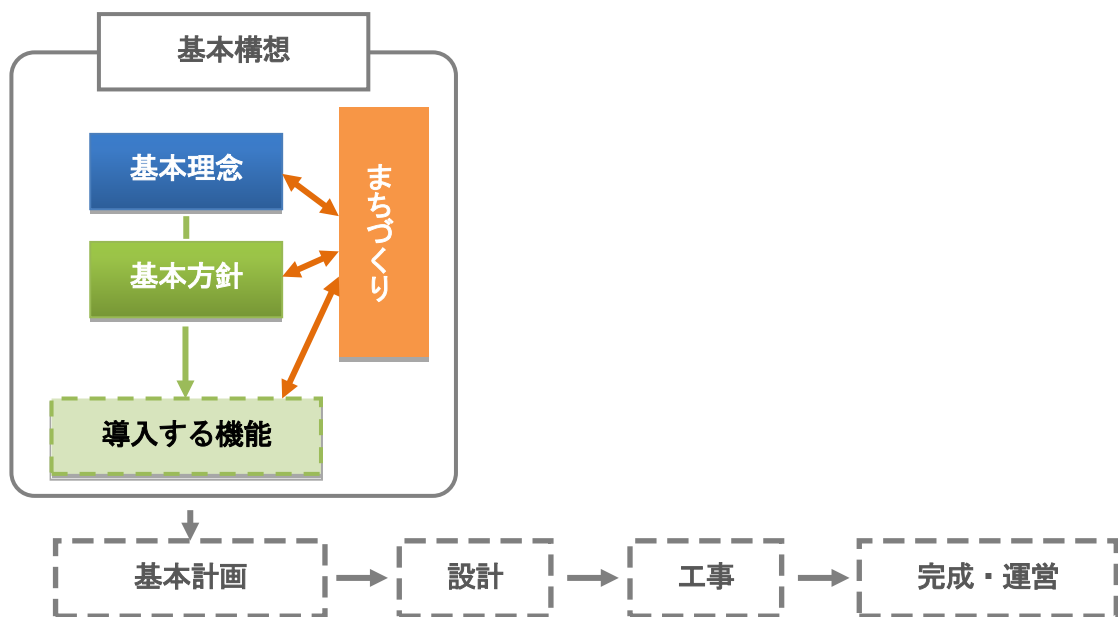 基本構想
基本理念
まちづくり
基本方針
導入する機能
基本計画
設計
工事
完成・運営